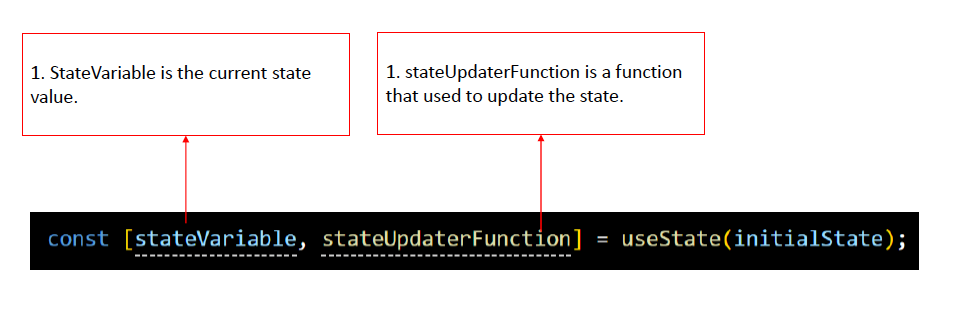 1. StateVariable is the current state
value.
1. stateUpdaterFunction is a function
that used to update the state.
const [stateVariable, stateUpdaterFunction] = useState(initialState);